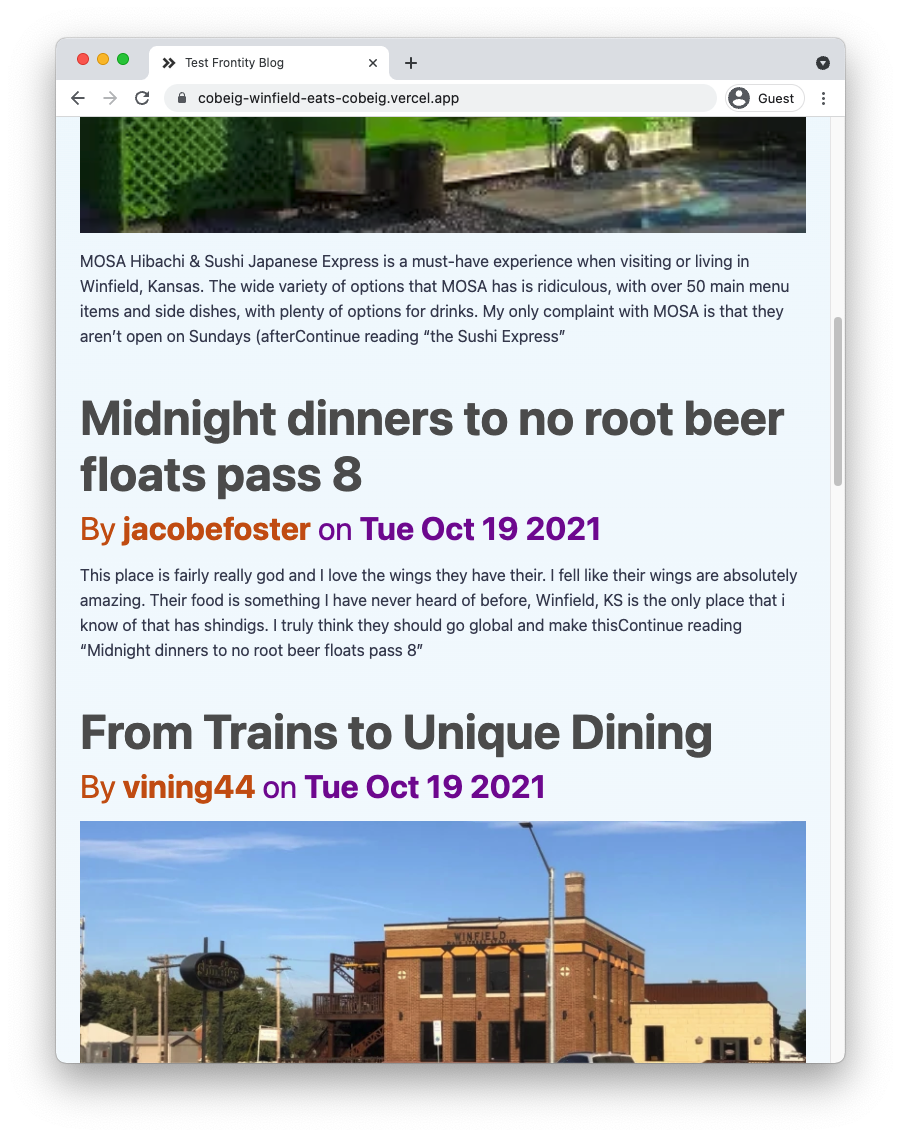 Test Frontity Blog
cobeig-winfield-eats-cobeig.vercel.app
Guest
MOSA Hibachi & Sushi Japanese Express is a must-have experience when visiting or living in
Winfield, Kansas. The wide variety of options that MOSA has is ridiculous, with over 50 main menu
items and side dishes, with plenty of options for drinks. My only complaint with MOSA is that they
aren’t open on Sundays (afterContinue reading “the Sushi Express”
Midnight dinners to no root beer
floats pass 8
By jacobefoster on Tue Oct 19 2021
This place is fairly really god and I love the wings they have their. I fell like their wings are absolutely
amazing. Their food is something I have never heard of before, Winfield, KS is the only place that i
know of that has shindigs. I truly think they should go global and make thisContinue reading
“Midnight dinners to no root beer floats pass 8”
From Trains to Unique Dining
By vining44 on Tue Oct 19 2021
WINFIELD